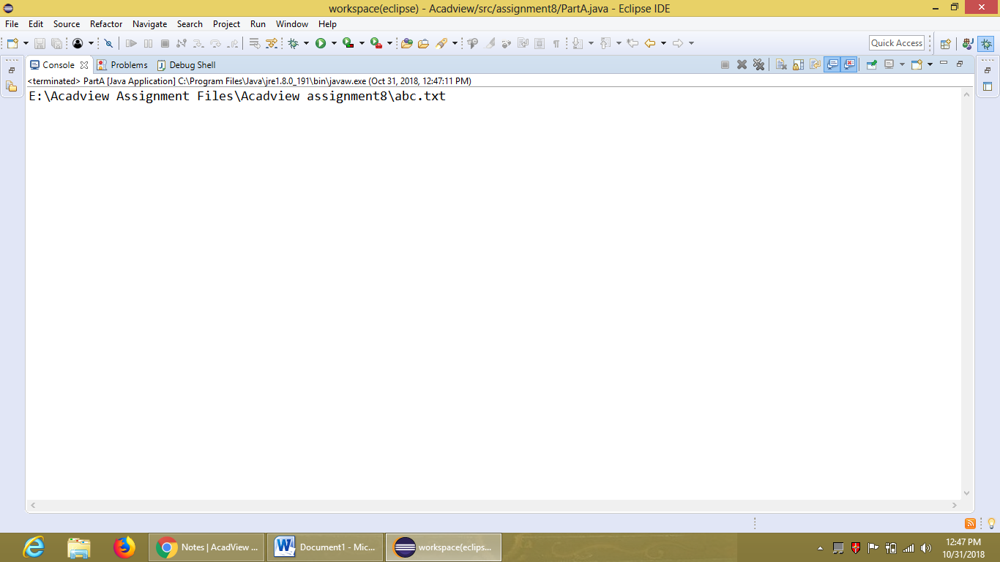 workspace(eclipse) - Acadview/src/assignment8/PartA.java - Eclipse IDE
File Edit Source Refactor Navigate Search Project Run Window Help
Quick Access
Console Problems Debug Shell
<terminated> PartA [Java Application] C:\Program Files\Java\jre1.8.0_191\bin\javaw.exe (Oct 31, 2018, 12:47:11 PM)
E:\Acadview Assignment Files\Acadview assignment8\abc.txt
Notes | AcadView ... Document1 - Mic... workspace(eclips...
12:47 PM
10/31/2018